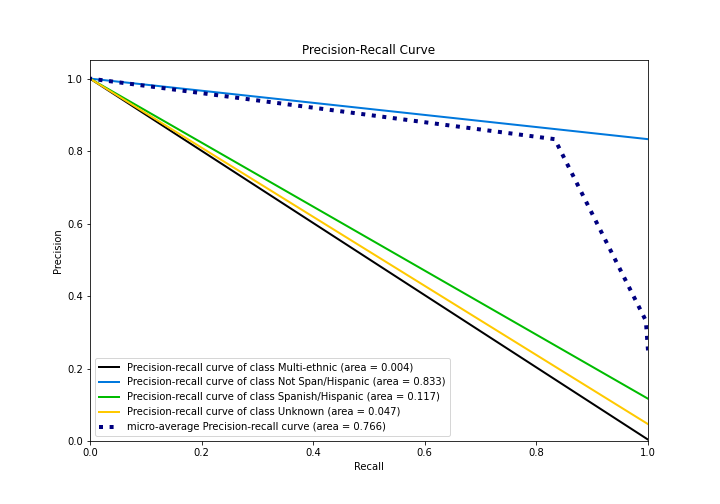 Precision-Recall Curve
1.0
0.8
0.6
0.4
0.2
0.0
Precision
Precision-recall curve of class Multi-ethnic (area = 0.004)
Precision-recall curve of class Not Span/Hispanic (area = 0.833)
Precision-recall curve of class Spanish/Hispanic (area = 0.117)
Precision-recall curve of class Unknown (area = 0.047)
micro-average Precision-recall curve (area = 0.766)
0.0 0.2 0.4 0.6 0.8 1.0
Recall